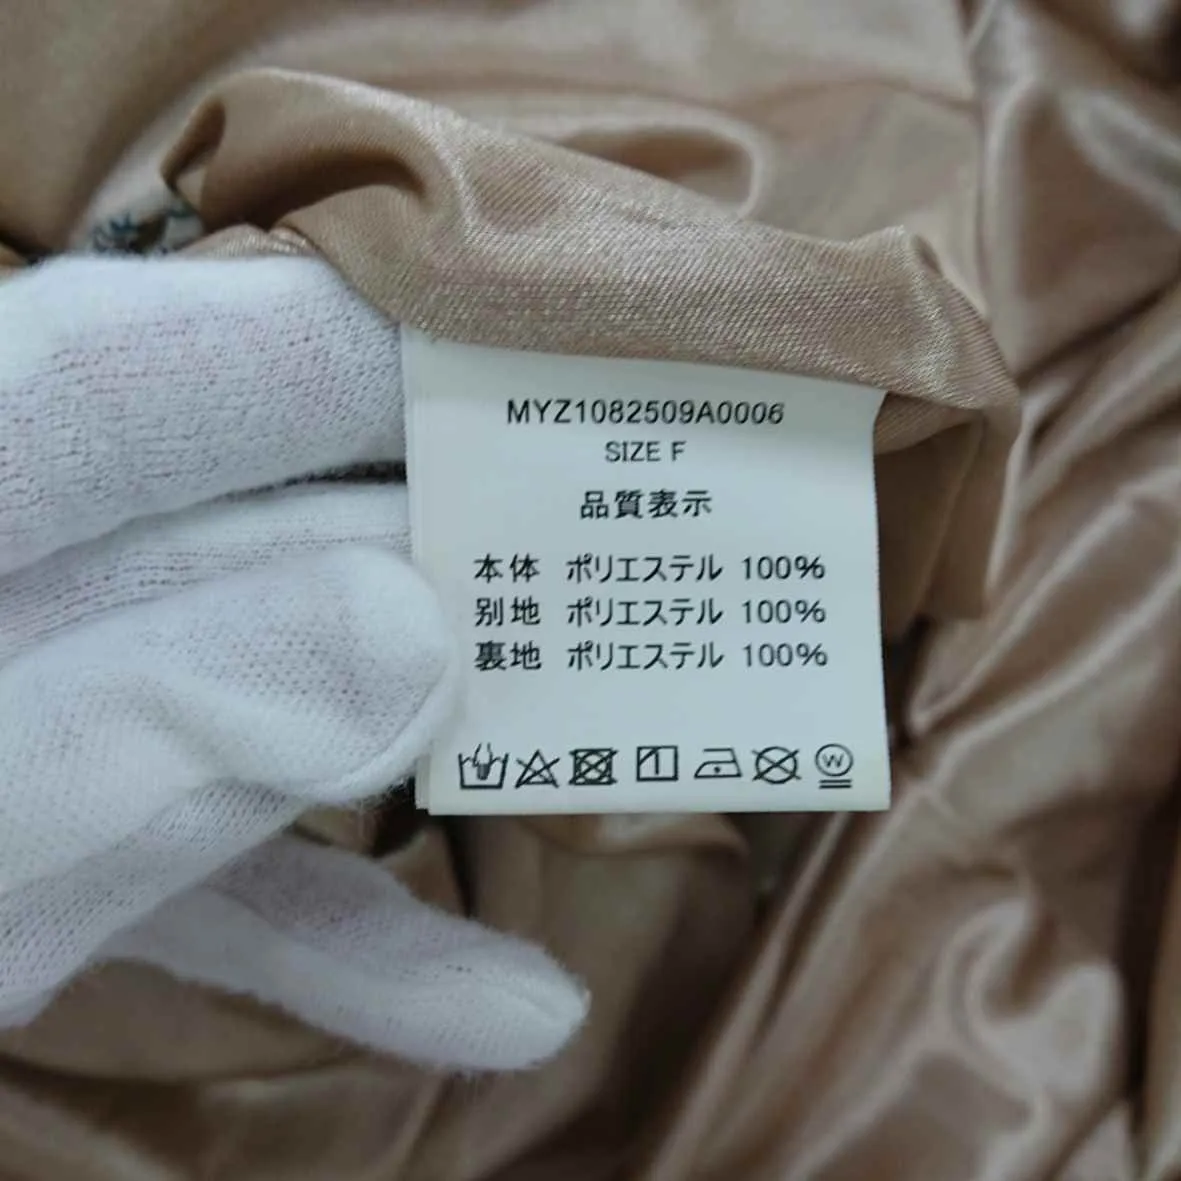 MYZ1082509A0006
SIZE F
品質表示
本体 ポリエステル 100%
別地 ポリエステル 100%
裏地 ポリエステル 100%
W